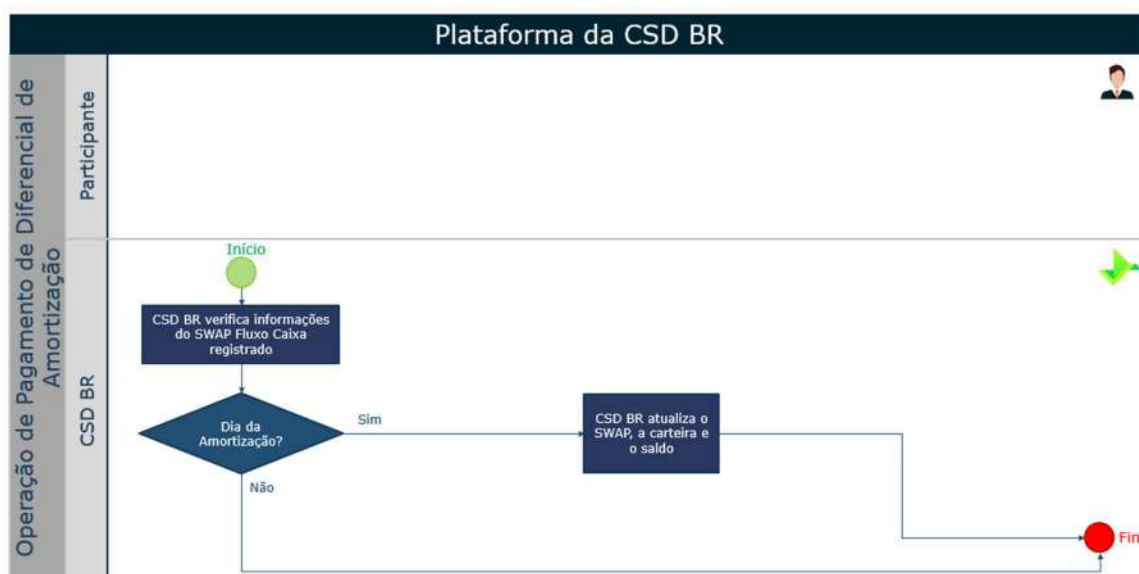 Plataforma da CSD BR
Operação de Pagamento de Diferencial de
Amortização
Participante
CSD BR
Início
CSD BR verifica informações
do SWAP Fluxo Caixa
registrado
Dia da
Amortização?
Sim
Não
CSD BR atualiza o
SWAP, a carteira e
o saldo
Fim